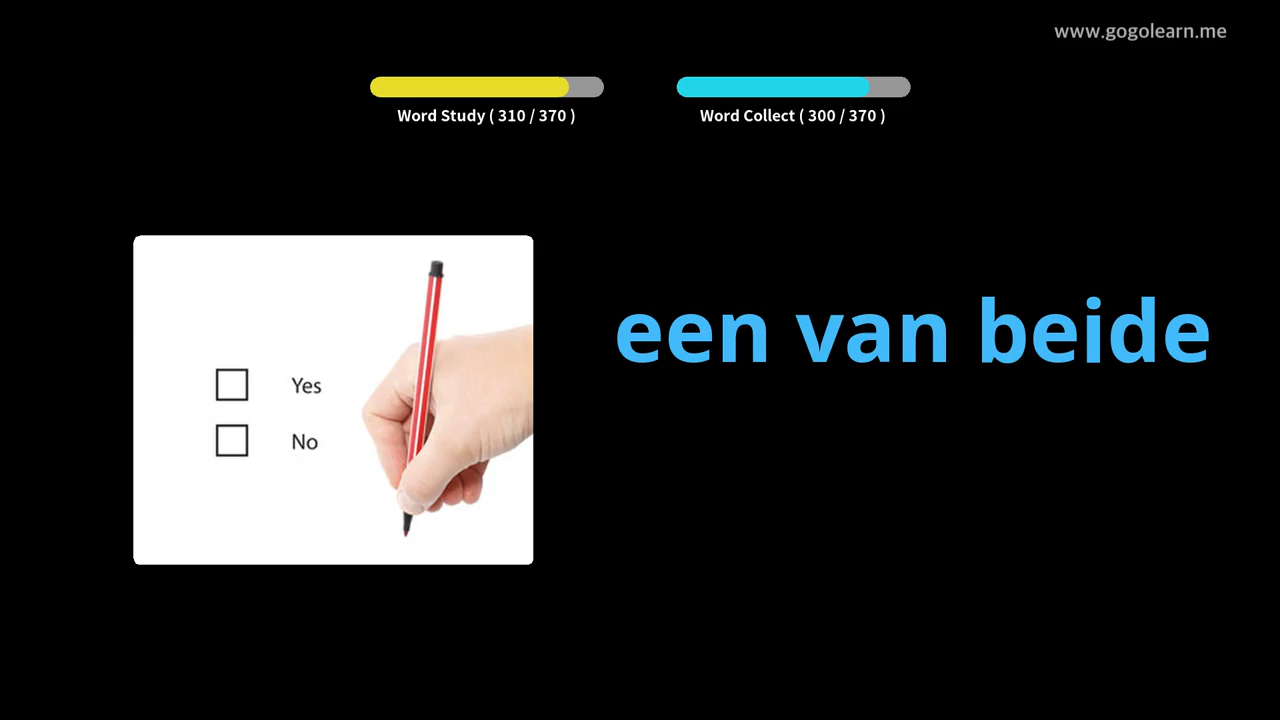 www.gogolearn.me
Word Study ( 310 / 370 )
Word Collect ( 300 / 370 )
een van beide
Yes
No